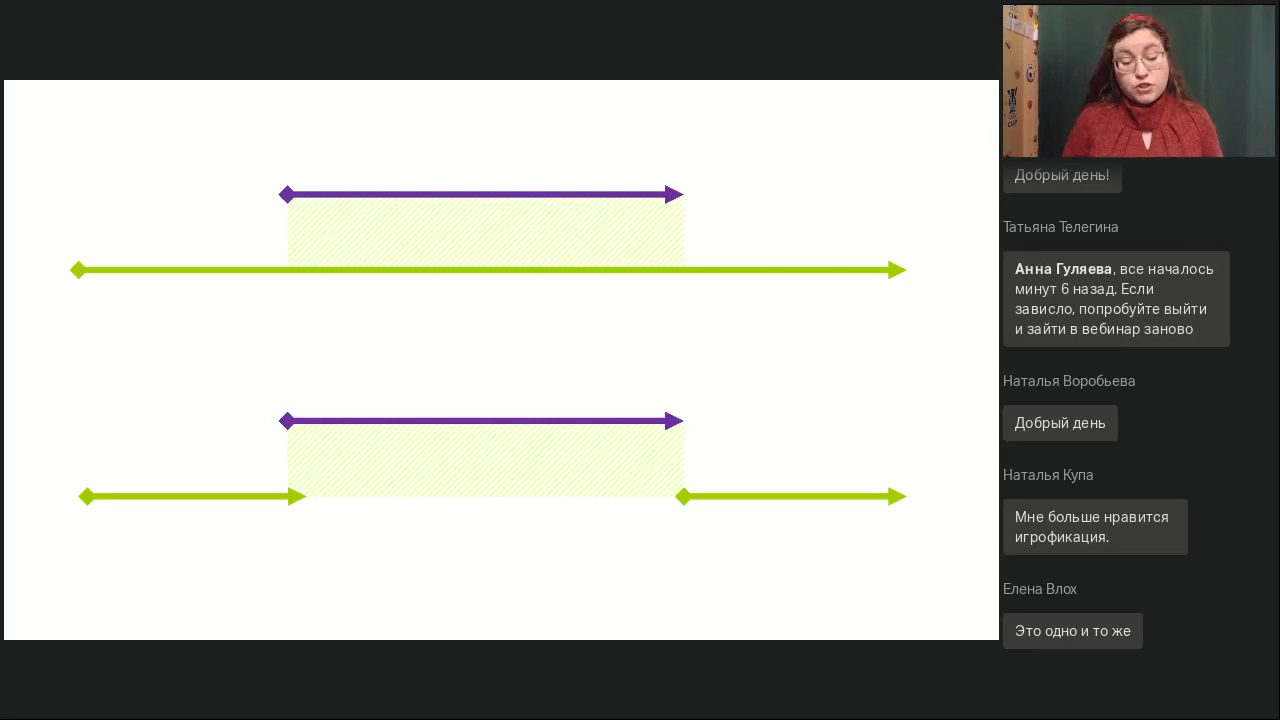 Добрый день!
Татьяна Телегина
Анна Гуляева, все началось
минут 6 назад. Если
зависло, попробуйте выйти
и зайти в вебинар заново
Наталья Воробьева
Добрый день
Наталья Купа
Мне больше нравится
игрофикация.
Елена Влох
Это одно и то же